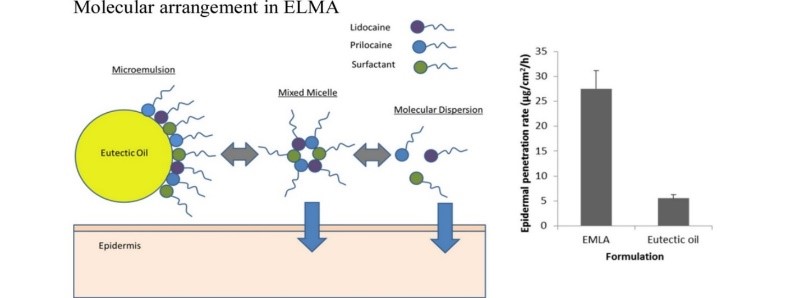 Molecular arrangement in ELMA
Lidocaine
Prilocaine
Surfactant
Microemulsion
Mixed Micelle
Molecular Dispersion
Eutectic Oil
Epidermis
Epidermal penetration rate (µg/cm²/h)
35
30
25
20
15
10
5
0
EMLA Eutectic oil
Formulation